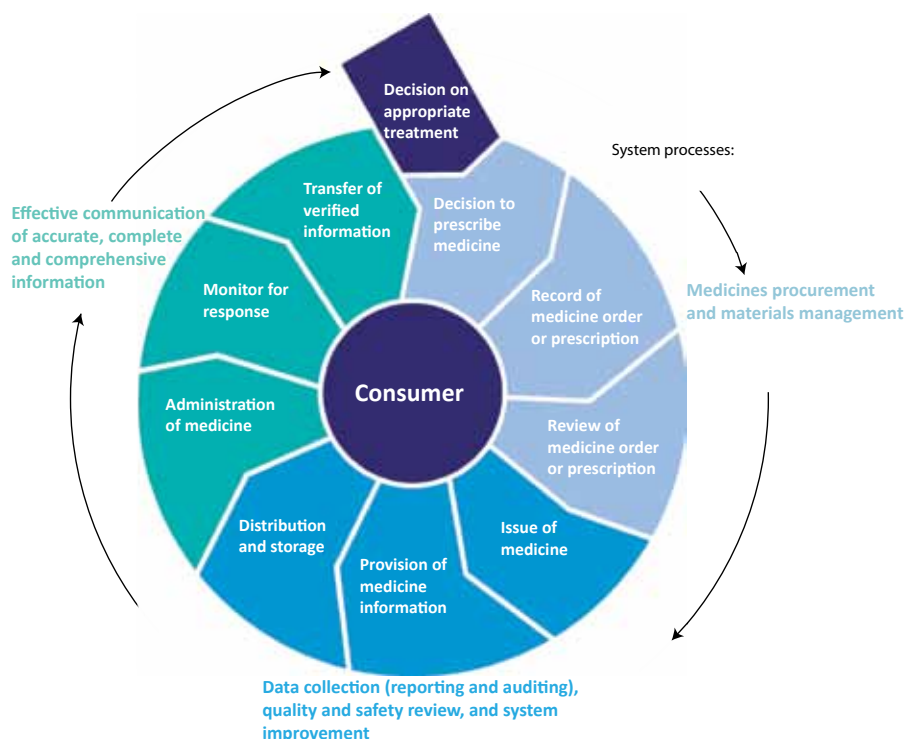 Decision on
appropriate
treatment
System processes:
Transfer of
verified
information
Decision to
prescribe
medicine
Effective communication
of accurate, complete
and comprehensive
information
Monitor for
response
Record of
medicine order
or prescription
Medicines procurement
and materials management
Consumer
Administration
of medicine
Review of
medicine order
or prescription
Distribution
and storage
Provision of
medicine
information
Issue of
medicine
Data collection (reporting and auditing),
quality and safety review, and system
improvement